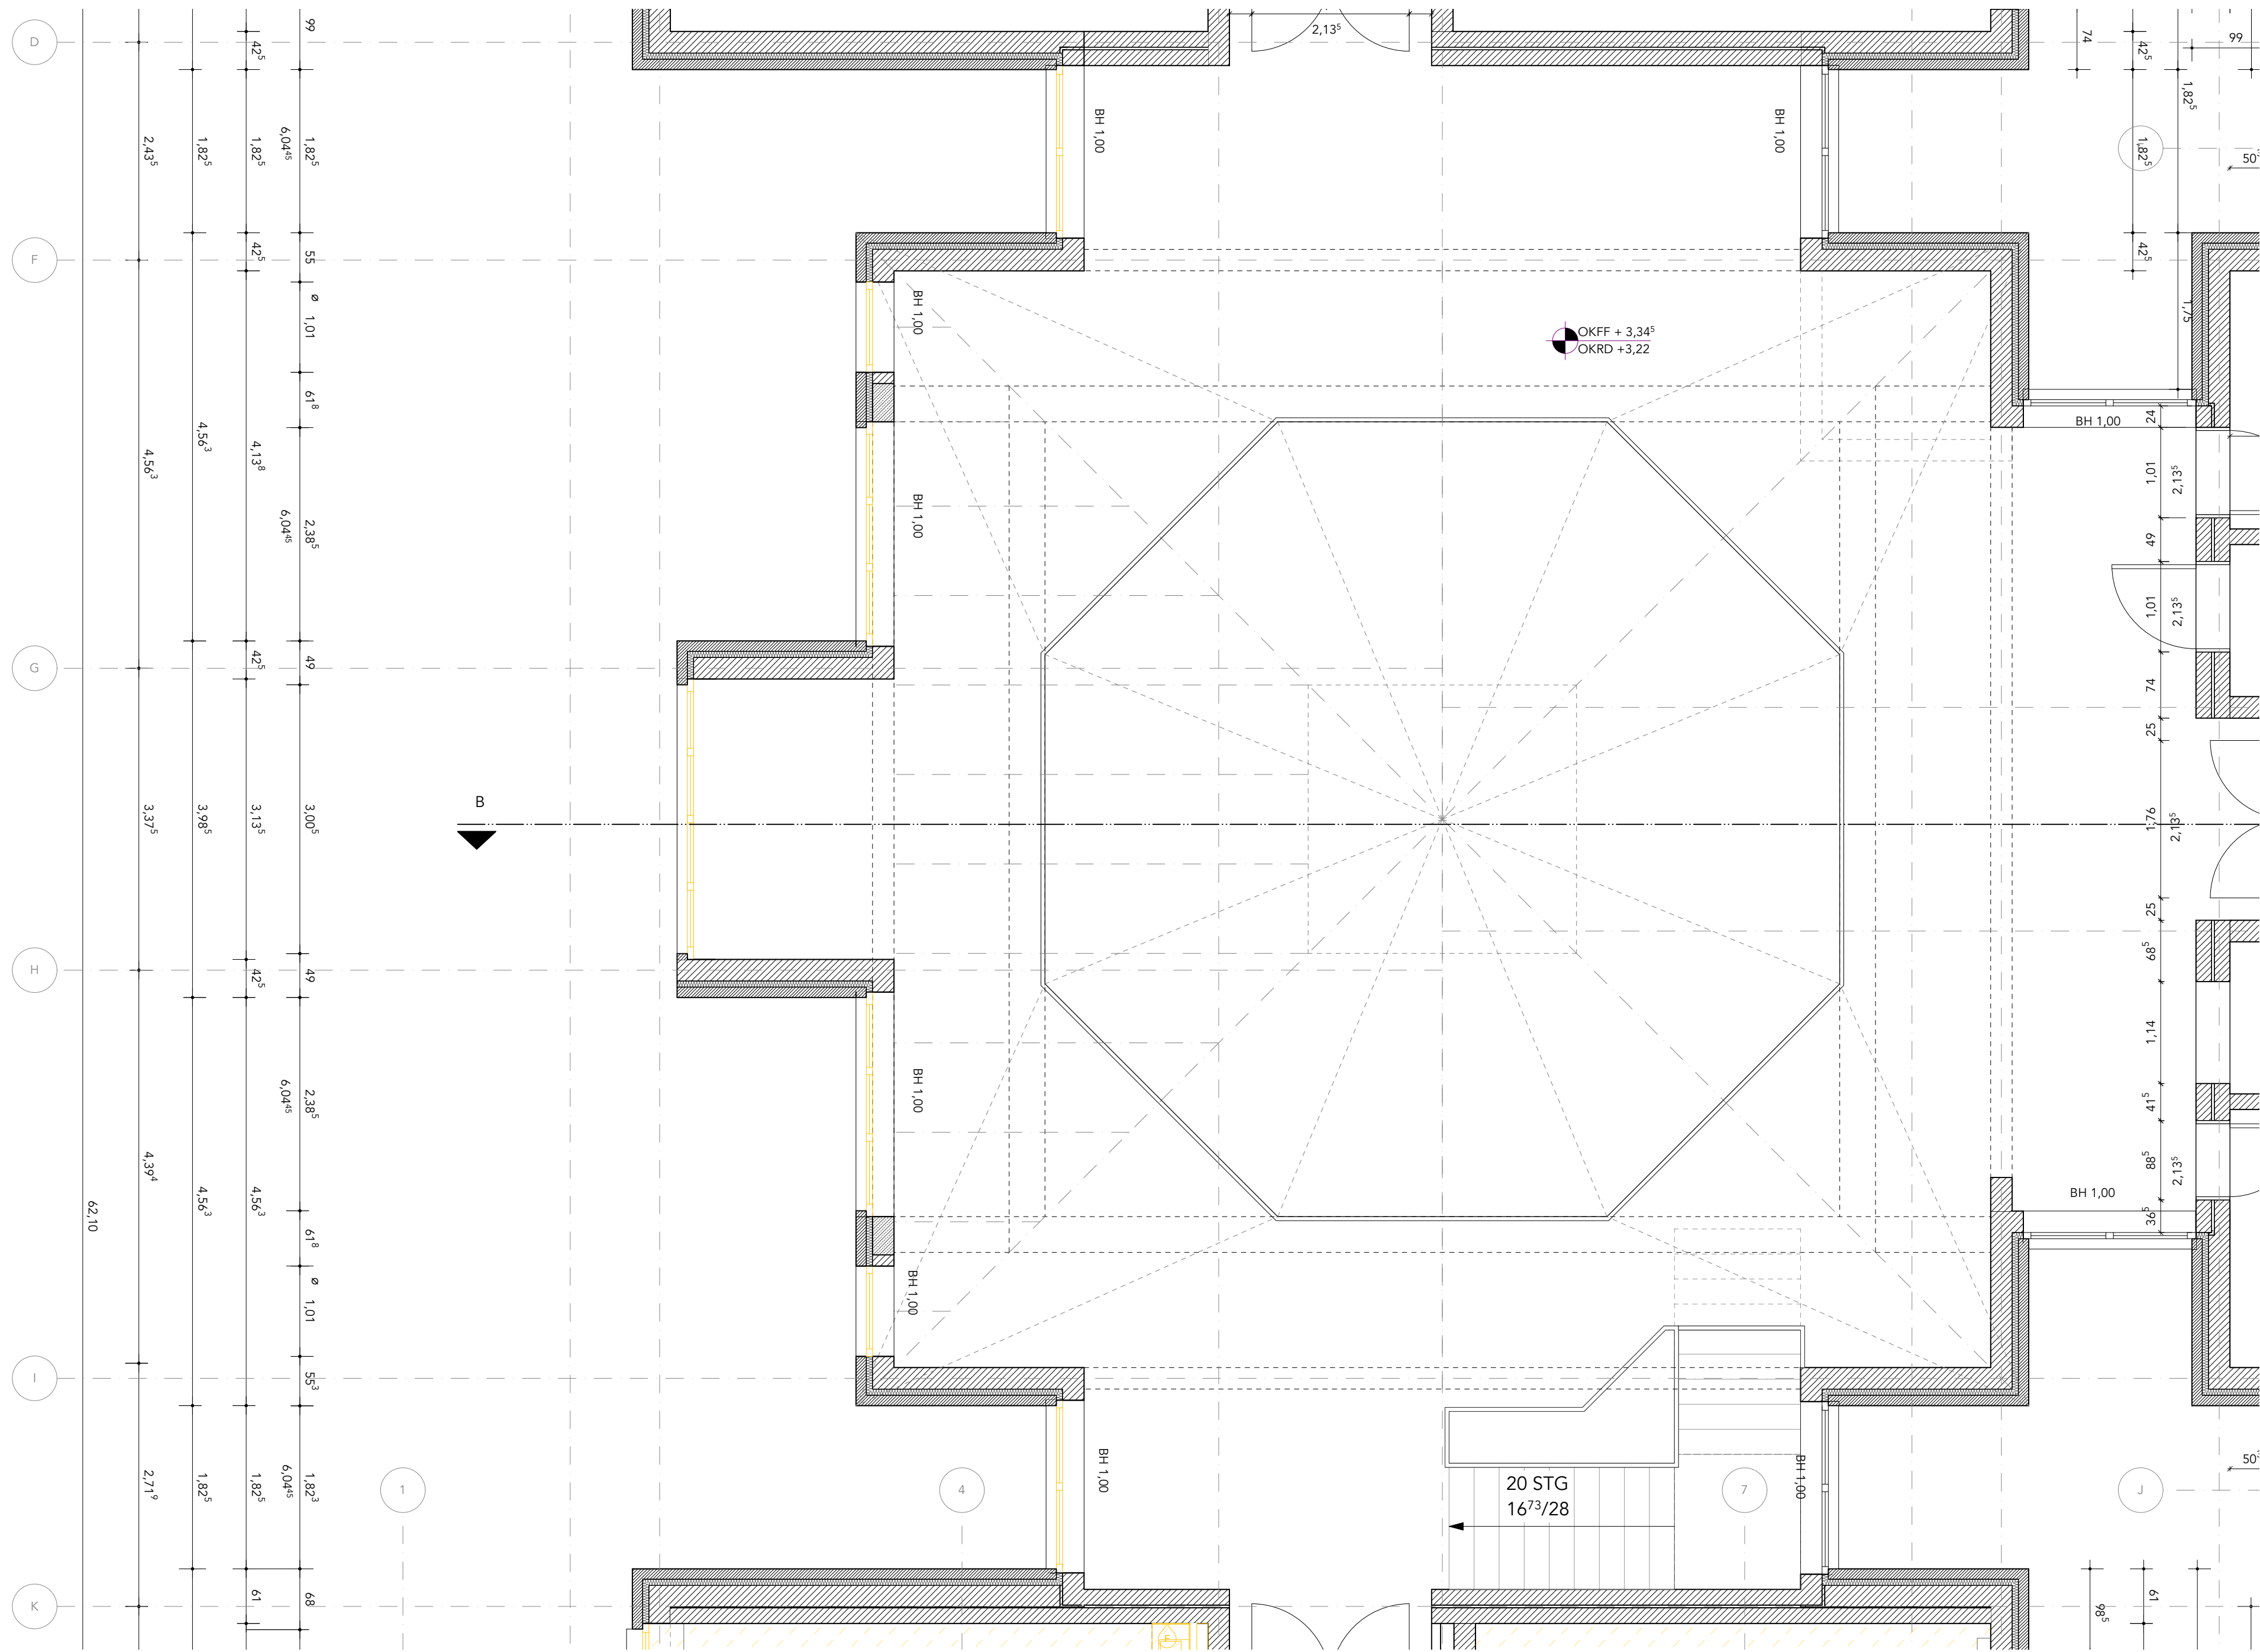 D
F
G
H
I
K
62,10
2,43⁵
4,56³
3,37⁵
4,39⁴
2,71⁹
1,82⁵
4,56³
3,98⁵
4,56³
1,82⁵
42⁵
1,82⁵
42⁵
4,13⁸
42⁵
3,13⁵
42⁵
4,56³
1,82⁵
61
99
1,82⁵
6,04⁴⁵
55
ø 1,01
61⁸
2,38⁵
6,04⁴⁵
49
3,00⁵
49
2,38⁵
6,04⁴⁵
61⁸
ø 1,01
55³
1,82³
6,04⁴⁵
68
B
1
4
7
J
2,13⁵
BH 1,00
BH 1,00
BH 1,00
BH 1,00
BH 1,00
BH 1,00
BH 1,00
BH 1,00
OKFF + 3,34⁵
OKRD +3,22
20 STG
16⁷³/28
F
74
42⁵
99
1,82⁵
1,82⁵
50
42⁵
1,75
BH 1,00
24
1,01
2,13⁵
49
1,01
2,13⁵
74
25
1,76
2,13⁵
25
68⁵
1,14
41⁵
88⁵
2,13⁵
36⁵
BH 1,00
50
98⁵
61